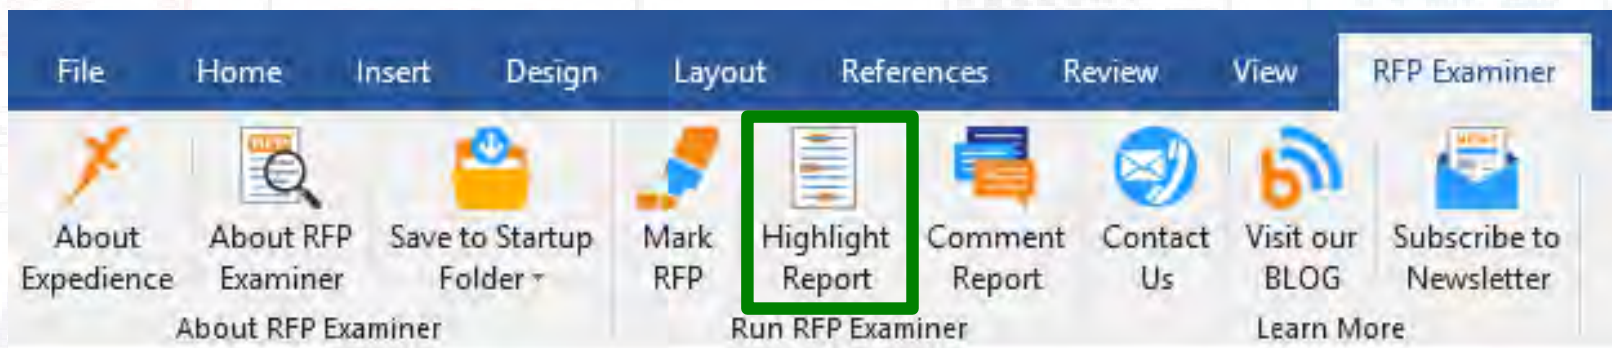 File Home Insert Design Layout References Review View RFP Examiner
About Expedience
About RFP Examiner
Save to Startup Folder
Mark RFP
Highlight Report
Comment Report
Contact Us
Visit our BLOG
Subscribe to Newsletter
About RFP Examiner Run RFP Examiner Learn More